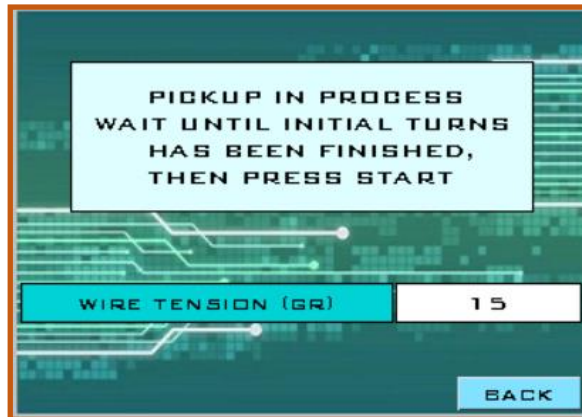 PICKUP IN PROCESS
WAIT UNTIL INITIAL TURNS
HAS BEEN FINISHED,
THEN PRESS START
WIRE TENSION (GR) 15
BACK